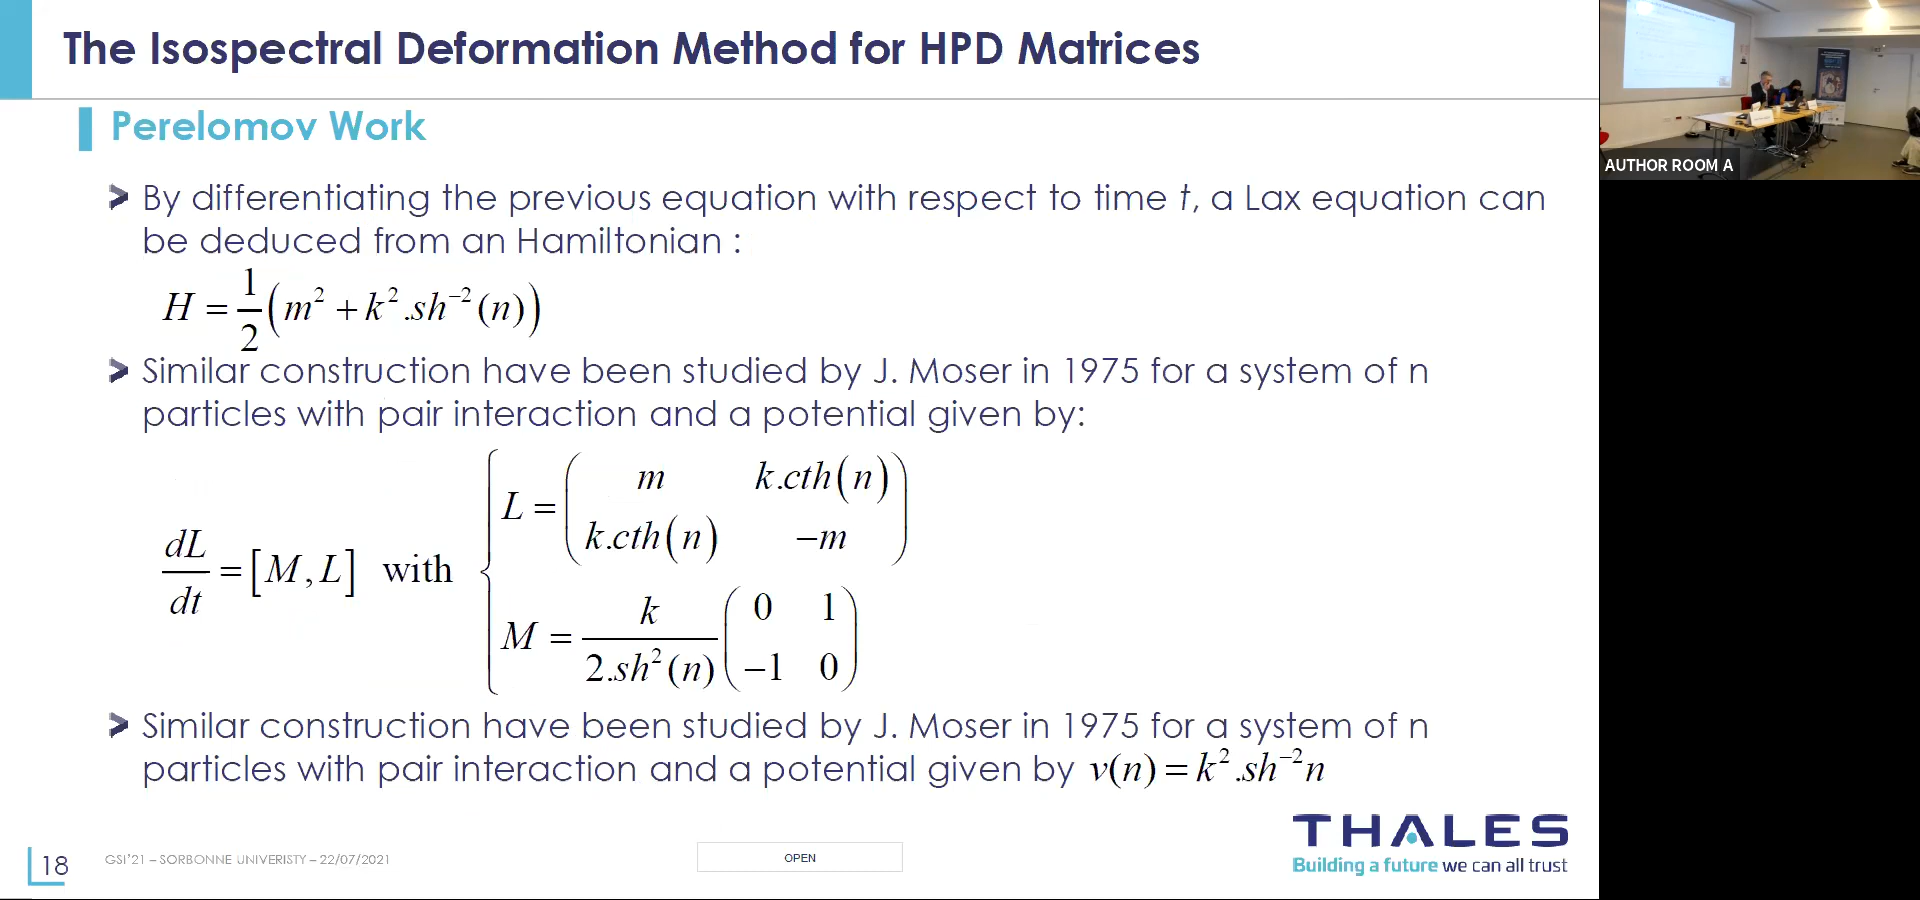 The Isospectral Deformation Method for HPD Matrices
Perelomov Work
By differentiating the previous equation with respect to time t, a Lax equation can
be deduced from an Hamiltonian :
H = 1/2 (m² + k².sh⁻²(n))
Similar construction have been studied by J. Moser in 1975 for a system of n
particles with pair interaction and a potential given by:
dL/dt = [M, L] with { L = ( m k.cth(n) ; k.cth(n) −m )
M = k/(2.sh²(n)) ( 0 1 ; −1 0 )
Similar construction have been studied by J. Moser in 1975 for a system of n
particles with pair interaction and a potential given by v(n) = k².sh⁻²n
THALES
Building a future we can all trust
18
GSI'21 – SORBONNE UNIVERISTY – 22/07/2021
OPEN
AUTHOR ROOM A